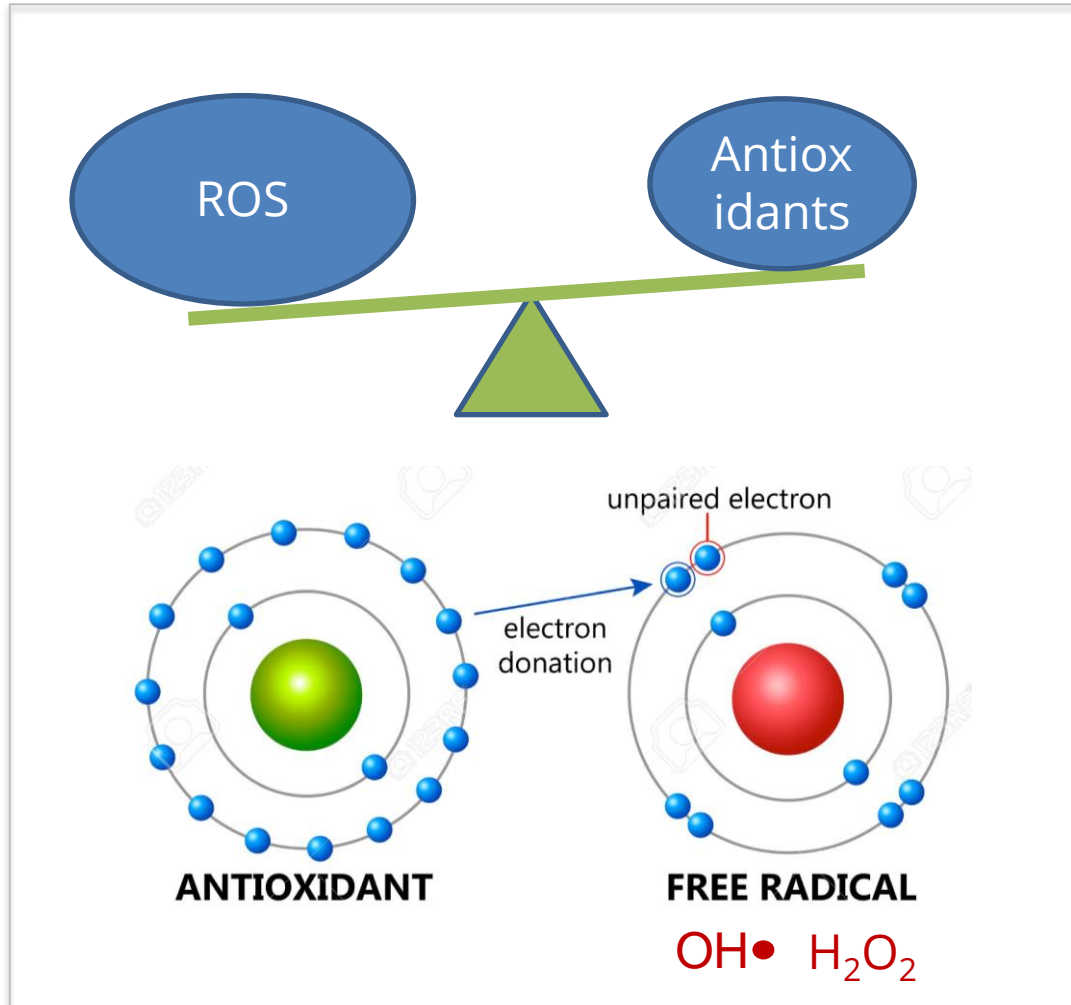 ROS
Antiox
idants
unpaired electron
electron
donation
ANTIOXIDANT
FREE RADICAL
OH• H₂O₂